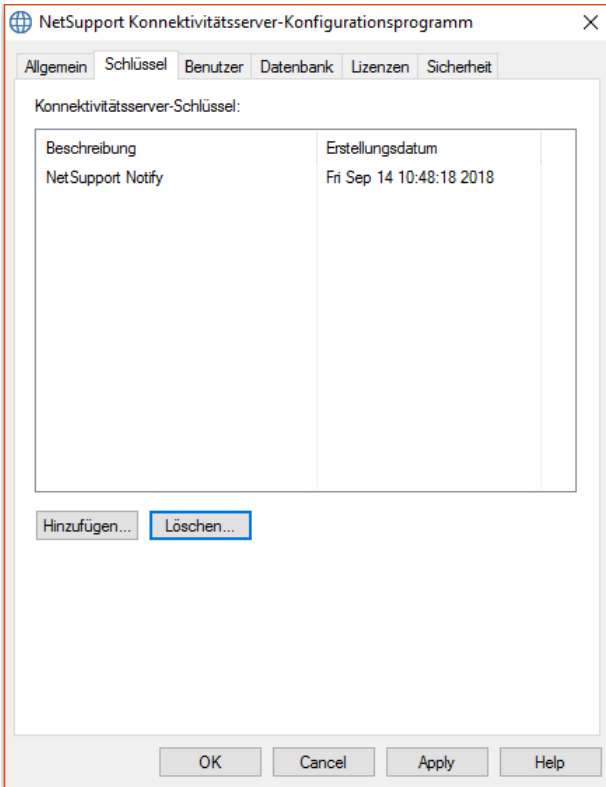 NetSupport Konnektivitätsserver-Konfigurationsprogramm
Allgemein Schlüssel Benutzer Datenbank Lizenzen Sicherheit
Konnektivitätsserver-Schlüssel:
Beschreibung Erstellungsdatum
NetSupport Notify Fri Sep 14 10:48:18 2018
Hinzufügen... Löschen...
OK Cancel Apply Help